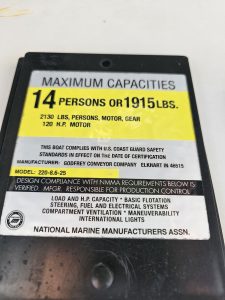 MAXIMUM CAPACITIES
14 PERSONS OR 1915 LBS.
2130 LBS, PERSONS, MOTOR, GEAR
120 H.P. MOTOR
THIS BOAT COMPLIES WITH U.S. COAST GUARD SAFETY
STANDARDS IN EFFECT ON THE DATE OF CERTIFICATION
MANUFACTURER: GODFREY CONVEYOR COMPANY ELKHART IN 46515
MODEL: 220-8.6-25
DESIGN COMPLIANCE WITH NMMA REQUIREMENTS BELOW IS
VERIFIED. MFGR. RESPONSIBLE FOR PRODUCTION CONTROL
LOAD AND H.P. CAPACITY * BASIC FLOTATION
STEERING, FUEL AND ELECTRICAL SYSTEMS
COMPARTMENT VENTILATION * MANEUVERABILITY
INTERNATIONAL LIGHTS
NATIONAL MARINE MANUFACTURERS ASSN.